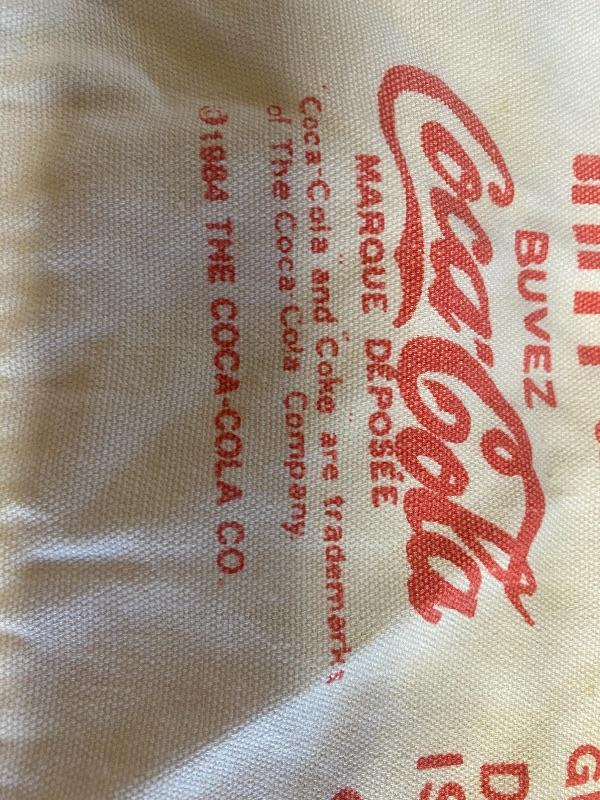 BUVEZ
Coca-Cola
MARQUE DÉPOSÉE
"Coca-Cola" and "Coke" are trademarks
of The Coca-Cola Company
©1984 THE COCA-COLA CO.